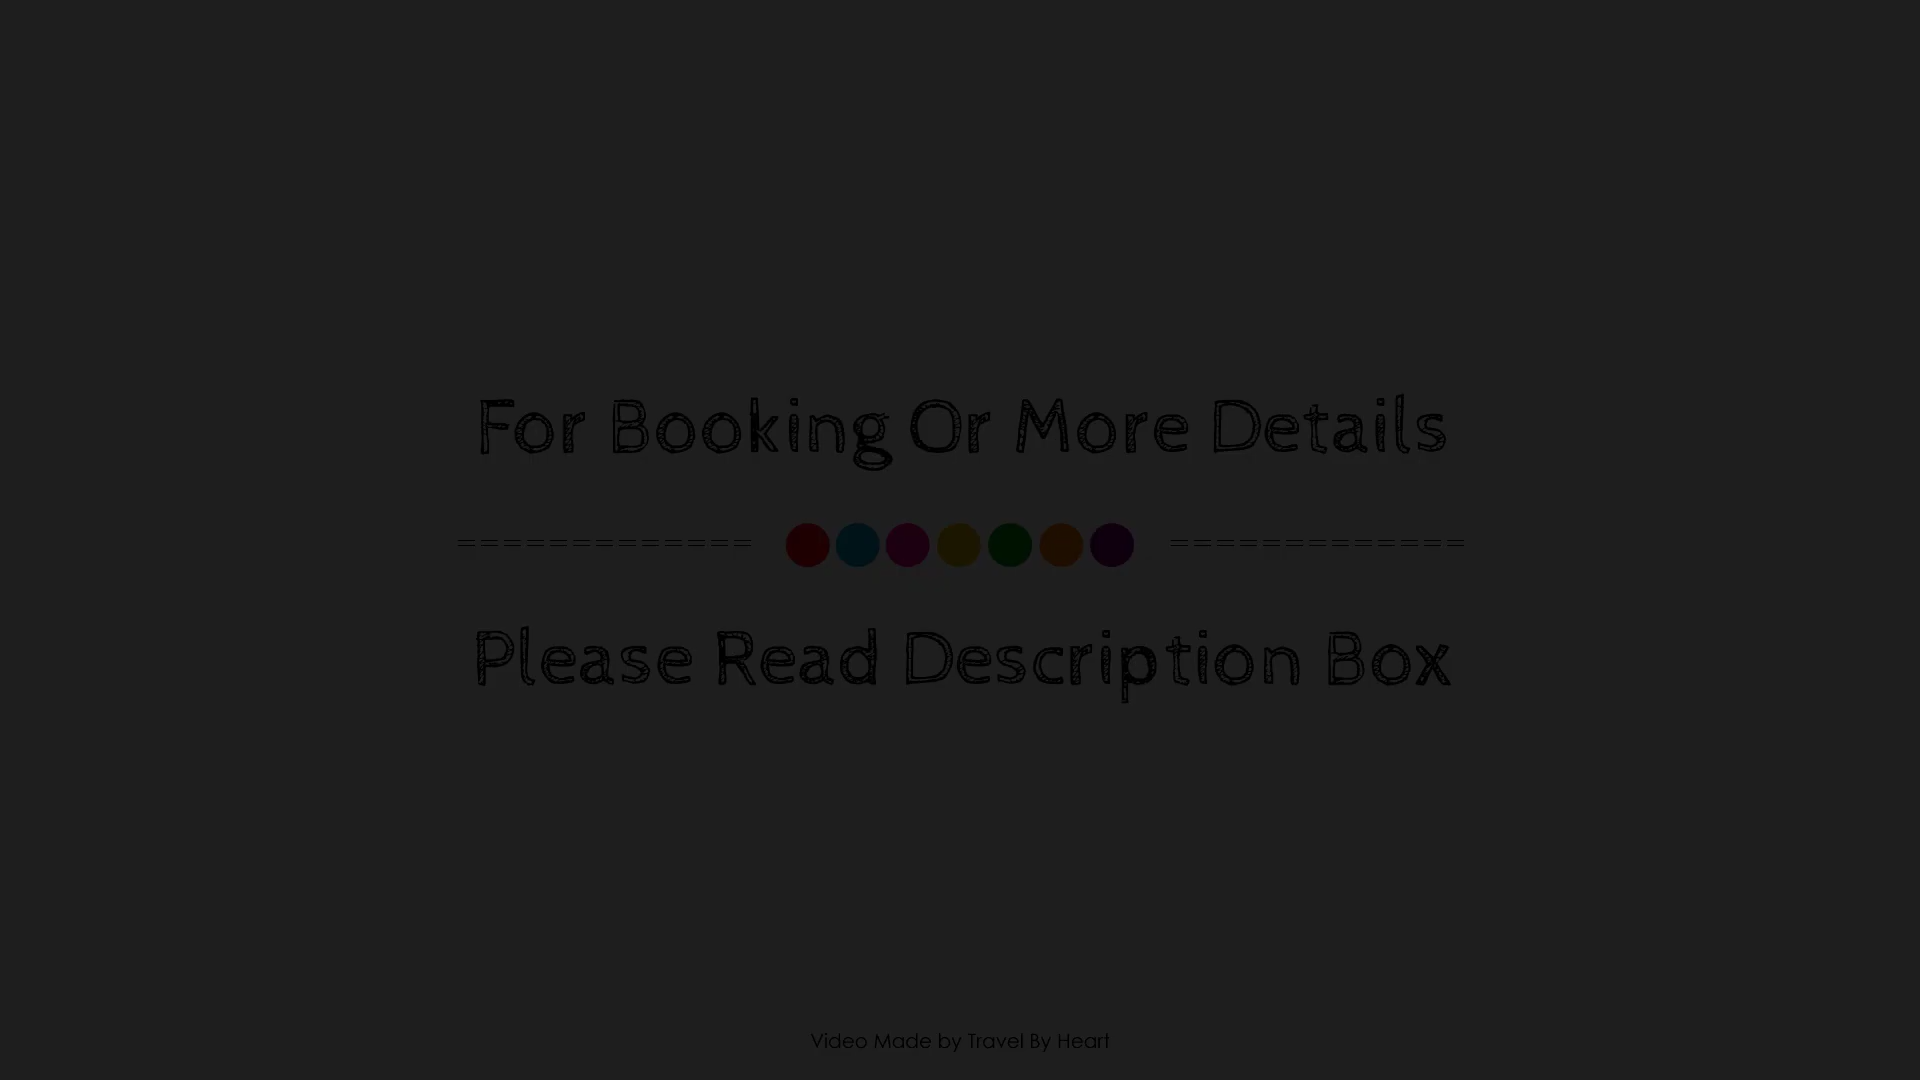 For Booking Or More Details
============= =============
Please Read Description Box
Video Made by Travel By Heart